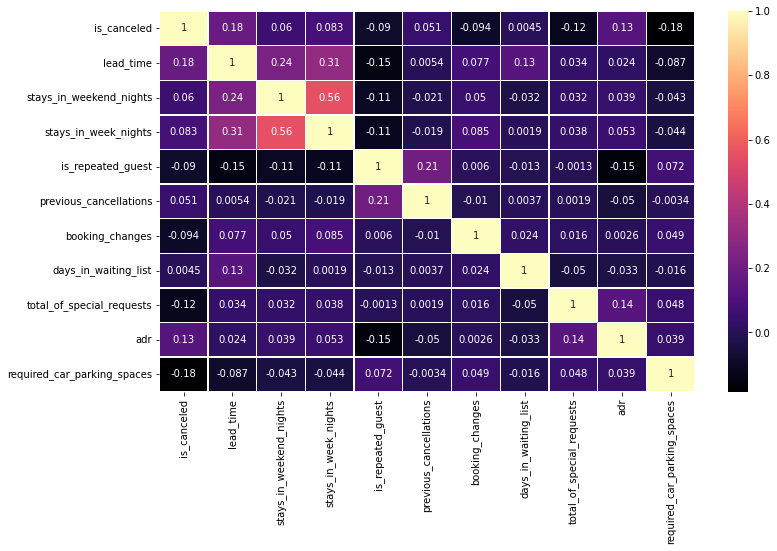 is_canceled 1 0.18 0.06 0.083 -0.09 0.051 -0.094 0.0045 -0.12 0.13 -0.18
lead_time 0.18 1 0.24 0.31 -0.15 0.0054 0.077 0.13 0.034 0.024 -0.087
stays_in_weekend_nights 0.06 0.24 1 0.56 -0.11 -0.021 0.05 -0.032 0.032 0.039 -0.043
stays_in_week_nights 0.083 0.31 0.56 1 -0.11 -0.019 0.085 0.0019 0.038 0.053 -0.044
is_repeated_guest -0.09 -0.15 -0.11 -0.11 1 0.21 0.006 -0.013 -0.0013 -0.15 0.072
previous_cancellations 0.051 0.0054 -0.021 -0.019 0.21 1 -0.01 0.0037 0.0019 -0.05 -0.0034
booking_changes -0.094 0.077 0.05 0.085 0.006 -0.01 1 0.024 0.016 0.0026 0.049
days_in_waiting_list 0.0045 0.13 -0.032 0.0019 -0.013 0.0037 0.024 1 -0.05 -0.033 -0.016
total_of_special_requests -0.12 0.034 0.032 0.038 -0.0013 0.0019 0.016 -0.05 1 0.14 0.048
adr 0.13 0.024 0.039 0.053 -0.15 -0.05 0.0026 -0.033 0.14 1 0.039
required_car_parking_spaces -0.18 -0.087 -0.043 -0.044 0.072 -0.0034 0.049 -0.016 0.048 0.039 1
is_canceled
lead_time
stays_in_weekend_nights
stays_in_week_nights
is_repeated_guest
previous_cancellations
booking_changes
days_in_waiting_list
total_of_special_requests
adr
required_car_parking_spaces
1.0
0.8
0.6
0.4
0.2
0.0